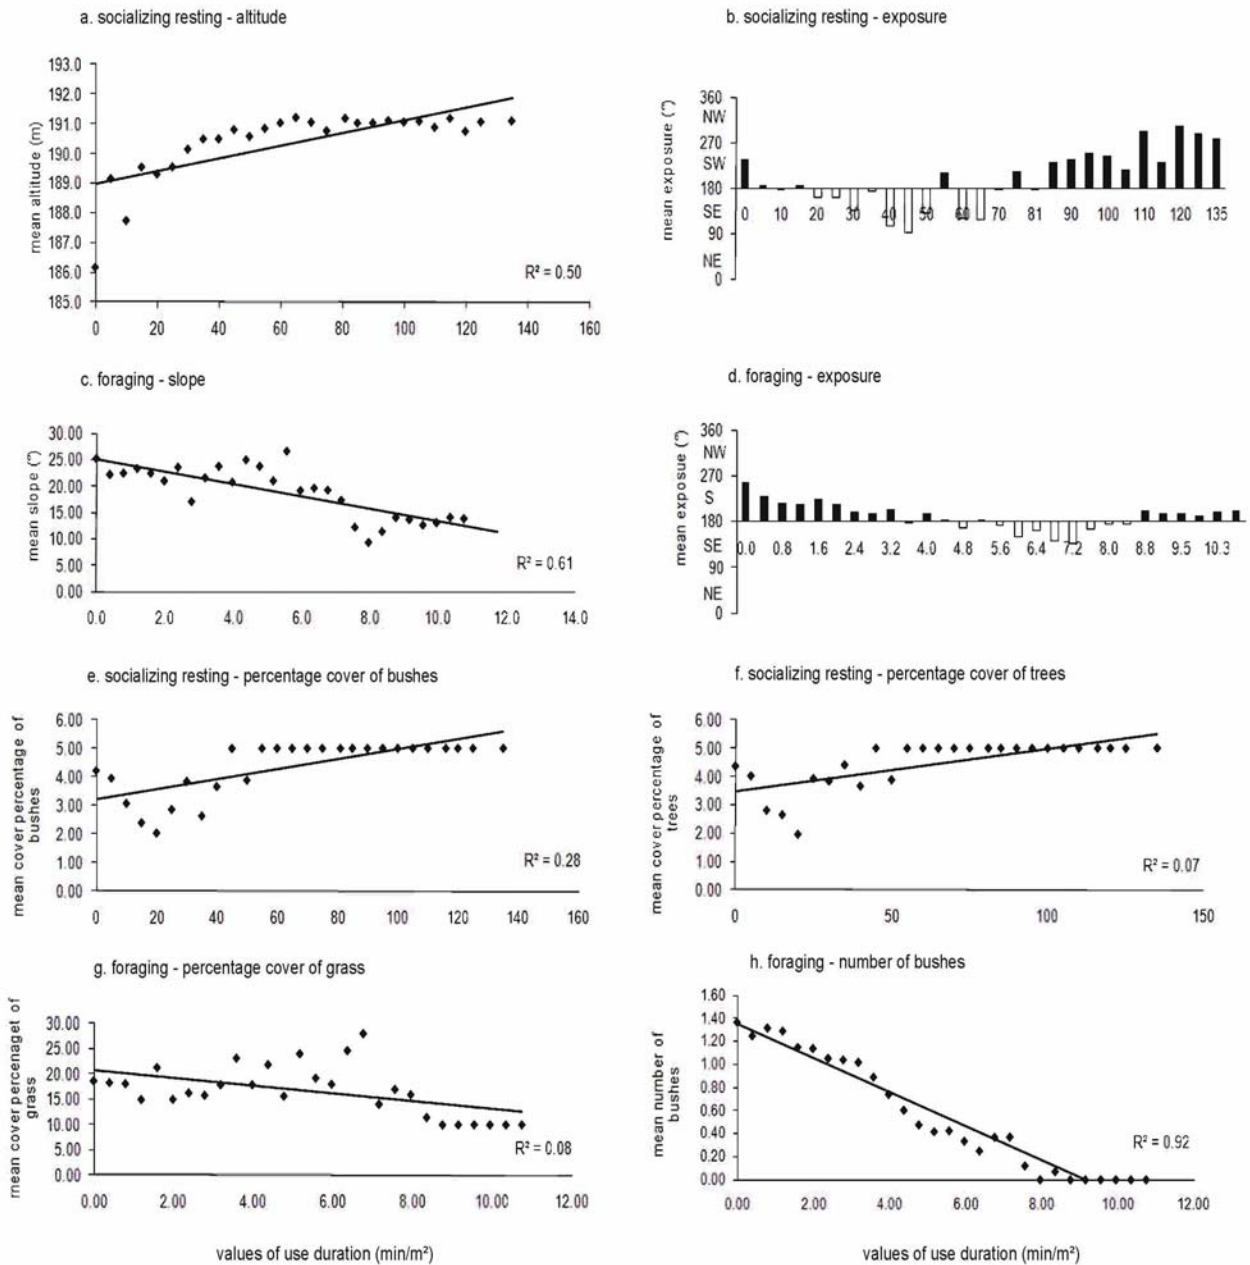 a. socializing resting - altitude
193.0
192.0
191.0
190.0
189.0
188.0
187.0
186.0
185.0
mean altitude (m)
R² = 0.50
0 20 40 60 80 100 120 140 160
b. socializing resting - exposure
360
NW
270
SW
180
SE
90
NE
0
mean exposure (°)
0 10 20 30 40 50 60 70 81 90 100 110 120 135
c. foraging - slope
30.00
25.00
20.00
15.00
10.00
5.00
0.00
mean slope (°)
R² = 0.61
0.0 2.0 4.0 6.0 8.0 10.0 12.0 14.0
d. foraging - exposure
360
NW
270
S
180
SE
90
NE
0
mean exposue (°)
0.0 0.8 1.6 2.4 3.2 4.0 4.8 5.6 6.4 7.2 8.0 8.8 9.5 10.3
e. socializing resting - percentage cover of bushes
6.00
5.00
4.00
3.00
2.00
1.00
0.00
mean cover percentage of
bushes
R² = 0.28
0 20 40 60 80 100 120 140 160
f. socializing resting - percentage cover of trees
6.00
5.00
4.00
3.00
2.00
1.00
0.00
mean cover percentage of
trees
R² = 0.07
0 50 100 150
g. foraging - percentage cover of grass
30.00
25.00
20.00
15.00
10.00
5.00
0.00
mean cover percenaget of
grass
R² = 0.08
0.00 2.00 4.00 6.00 8.00 10.00 12.00
values of use duration (min/m²)
h. foraging - number of bushes
1.60
1.40
1.20
1.00
0.80
0.60
0.40
0.20
0.00
mean number of
bushes
R² = 0.92
0.00 2.00 4.00 6.00 8.00 10.00 12.00
values of use duration (min/m²)